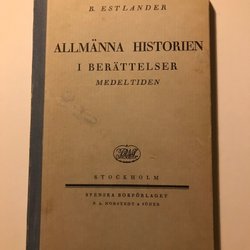 B. ESTLANDER
ALLMÄNNA HISTORIEN
I BERÄTTELSER
MEDELTIDEN
STOCKHOLM
SVENSKA BOKFÖRLAGET
P. A. NORSTEDT & SÖNER